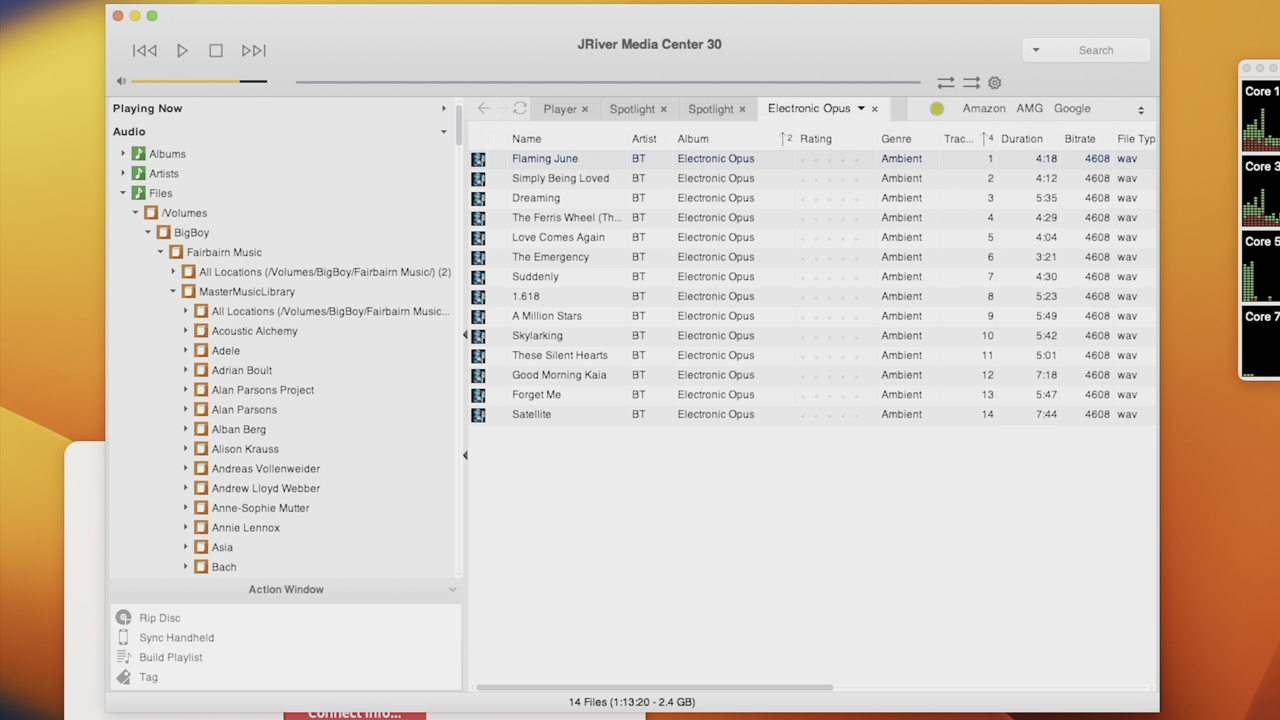 JRiver Media Center 30
Search
Playing Now
Audio
Albums
Artists
Files
/Volumes
BigBoy
Fairbairn Music
All Locations (/Volumes/BigBoy/Fairbairn Music/) (2)
MasterMusicLibrary
All Locations (/Volumes/BigBoy/Fairbairn Music...
Acoustic Alchemy
Adele
Adrian Boult
Alan Parsons Project
Alan Parsons
Alban Berg
Alison Krauss
Andreas Vollenweider
Andrew Lloyd Webber
Anne-Sophie Mutter
Annie Lennox
Asia
Bach
Action Window
Rip Disc
Sync Handheld
Build Playlist
Tag
Player × Spotlight × Spotlight × Electronic Opus × Amazon AMG Google
Name Artist Album 2 Rating Genre Trac... 4 Duration Bitrate File Typ
Flaming June BT Electronic Opus Ambient 1 4:18 4608 wav
Simply Being Loved BT Electronic Opus Ambient 2 4:12 4608 wav
Dreaming BT Electronic Opus Ambient 3 5:35 4608 wav
The Ferris Wheel (Th... BT Electronic Opus Ambient 4 4:29 4608 wav
Love Comes Again BT Electronic Opus Ambient 5 4:04 4608 wav
The Emergency BT Electronic Opus Ambient 6 3:21 4608 wav
Suddenly BT Electronic Opus Ambient 7 4:30 4608 wav
1.618 BT Electronic Opus Ambient 8 5:23 4608 wav
A Million Stars BT Electronic Opus Ambient 9 5:49 4608 wav
Skylarking BT Electronic Opus Ambient 10 5:42 4608 wav
These Silent Hearts BT Electronic Opus Ambient 11 5:01 4608 wav
Good Morning Kaia BT Electronic Opus Ambient 12 7:18 4608 wav
Forget Me BT Electronic Opus Ambient 13 5:47 4608 wav
Satellite BT Electronic Opus Ambient 14 7:44 4608 wav
14 Files (1:13:20 - 2.4 GB)
Core 1
Core 3
Core 5
Core 7
Connect Info...